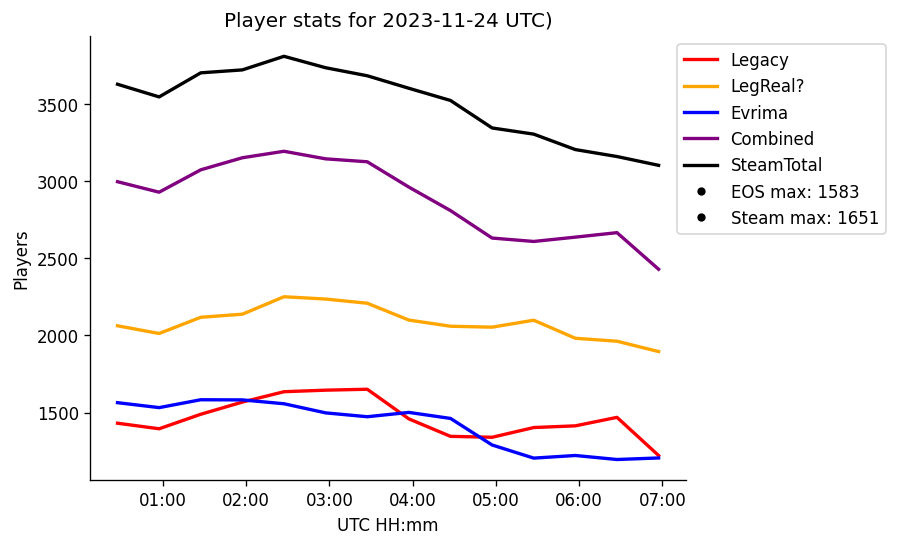 Player stats for 2023-11-24 UTC)
Players
3500
3000
2500
2000
1500
01:00 02:00 03:00 04:00 05:00 06:00 07:00
UTC HH:mm
Legacy
LegReal?
Evrima
Combined
SteamTotal
EOS max: 1583
Steam max: 1651